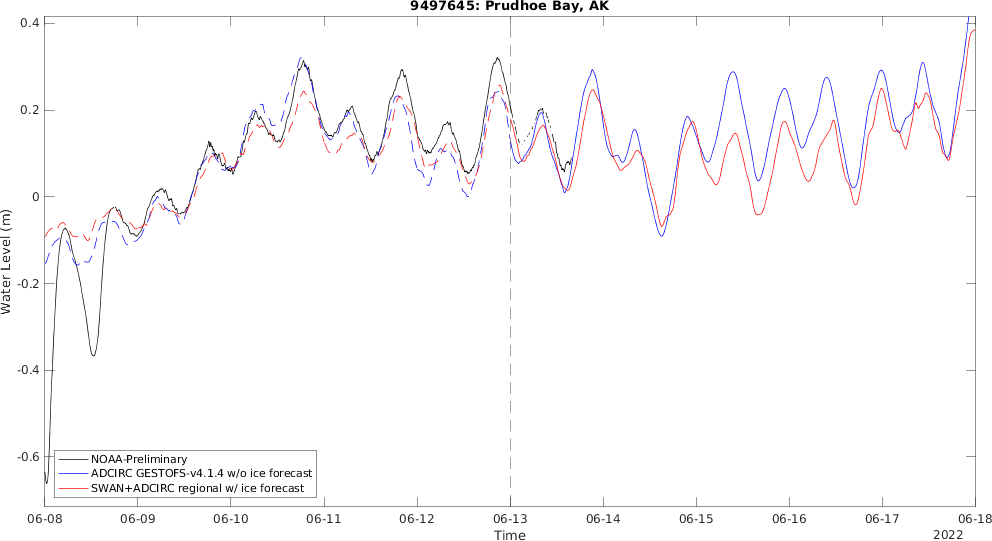 9497645: Prudhoe Bay, AK
0.4
0.2
0
-0.2
-0.4
-0.6
Water Level (m)
NOAA-Preliminary
ADCIRC GESTOFS-v4.1.4 w/o ice forecast
SWAN+ADCIRC regional w/ ice forecast
06-08 06-09 06-10 06-11 06-12 06-13 06-14 06-15 06-16 06-17 06-18
Time
2022